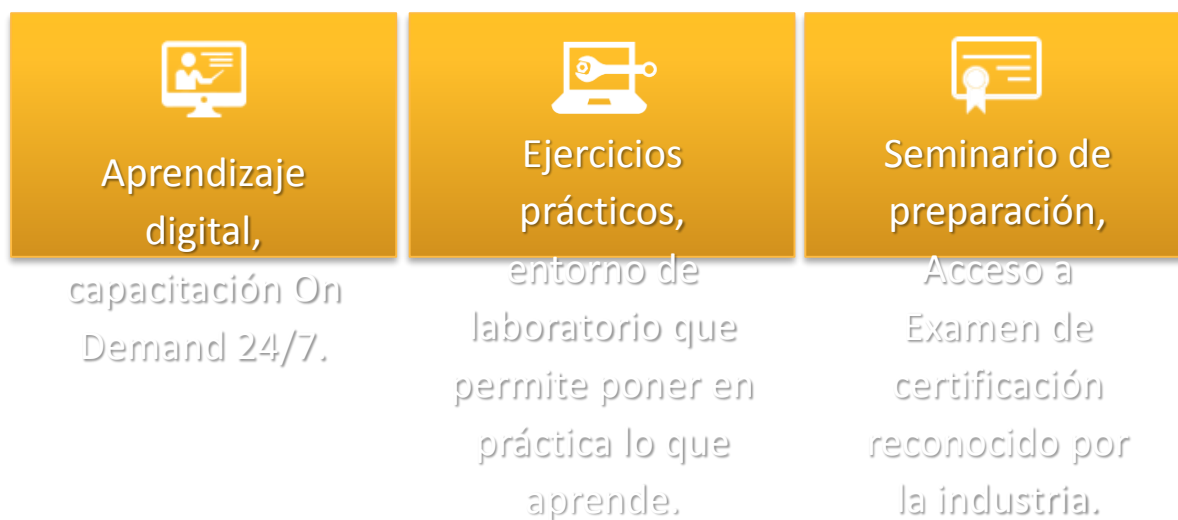 Aprendizaje
digital,
capacitación On
Demand 24/7.
Ejercicios
prácticos,
entorno de
laboratorio que
permite poner en
práctica lo que
aprende.
Seminario de
preparación,
Acceso a
Examen de
certificación
reconocido por
la industria.